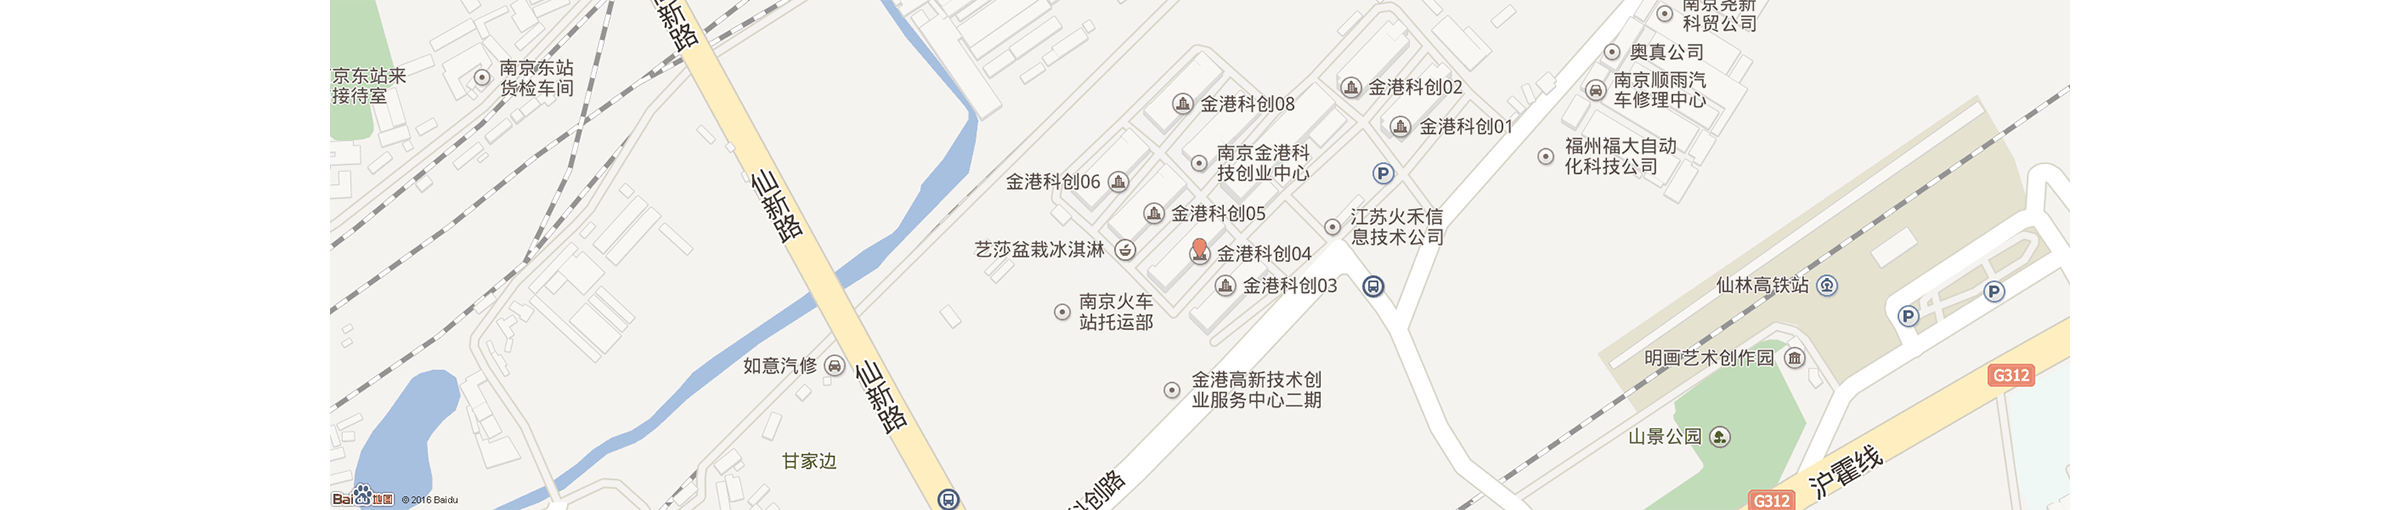 仙新路
南京东站
货检车间
京东站来
接待室
仙新路
仙新路
如意汽修
甘家边
Bai 地图 © 2016 Baidu
金港科创08
金港科创02
金港科创01
南京金港科
技创业中心
金港科创06
金港科创05
艺莎盆栽冰淇淋
金港科创04
金港科创03
南京火车
站托运部
江苏火禾信
息技术公司
金港高新技术创
业服务中心二期
科创路
南京尧新
科贸公司
奥真公司
南京顺雨汽
车修理中心
福州福大自动
化科技公司
P
仙林高铁站
P
P
明画艺术创作园
G312
山景公园
沪霍线
G312